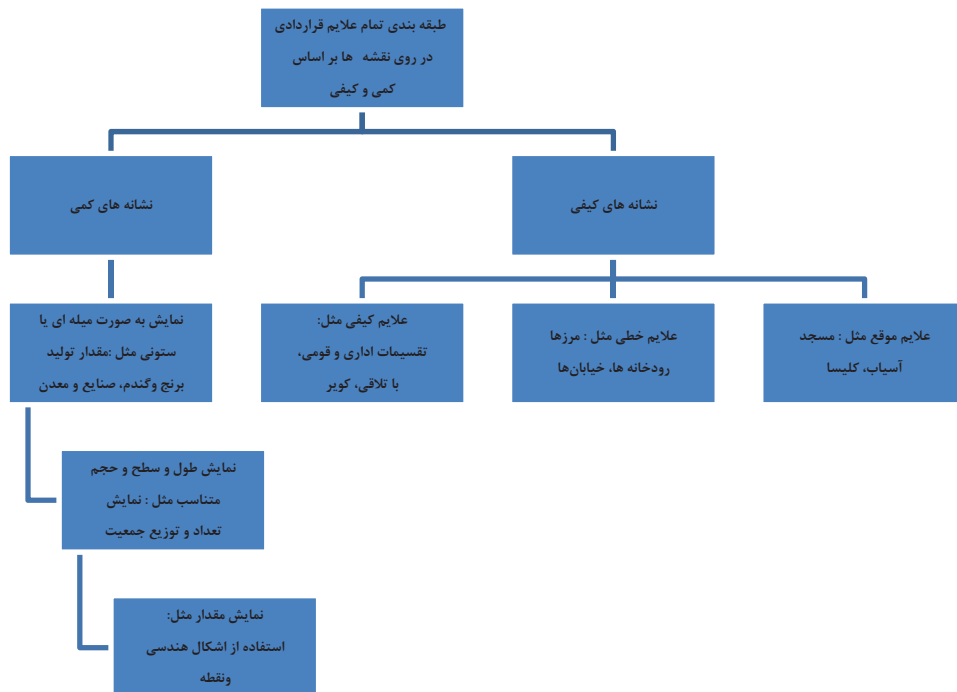 طبقه بندی تمام علایم قراردادی
در روی نقشه ها بر اساس
کمی و کیفی
نشانه های کیفی
نشانه های کمی
علایم موقع مثل : مسجد
آسیاب، کلیسا
علایم خطی مثل : مرزها
رودخانه ها، خیابان‌ها
علایم کیفی مثل:
تقسیمات اداری و قومی،
با تلاقی، کویر
نمایش به صورت میله ای یا
ستونی مثل :مقدار تولید
برنج وگندم، صنایع و معدن
نمایش طول و سطح و حجم
متناسب مثل : نمایش
تعداد و توزیع جمعیت
نمایش مقدار مثل:
استفاده از اشکال هندسی
ونقطه